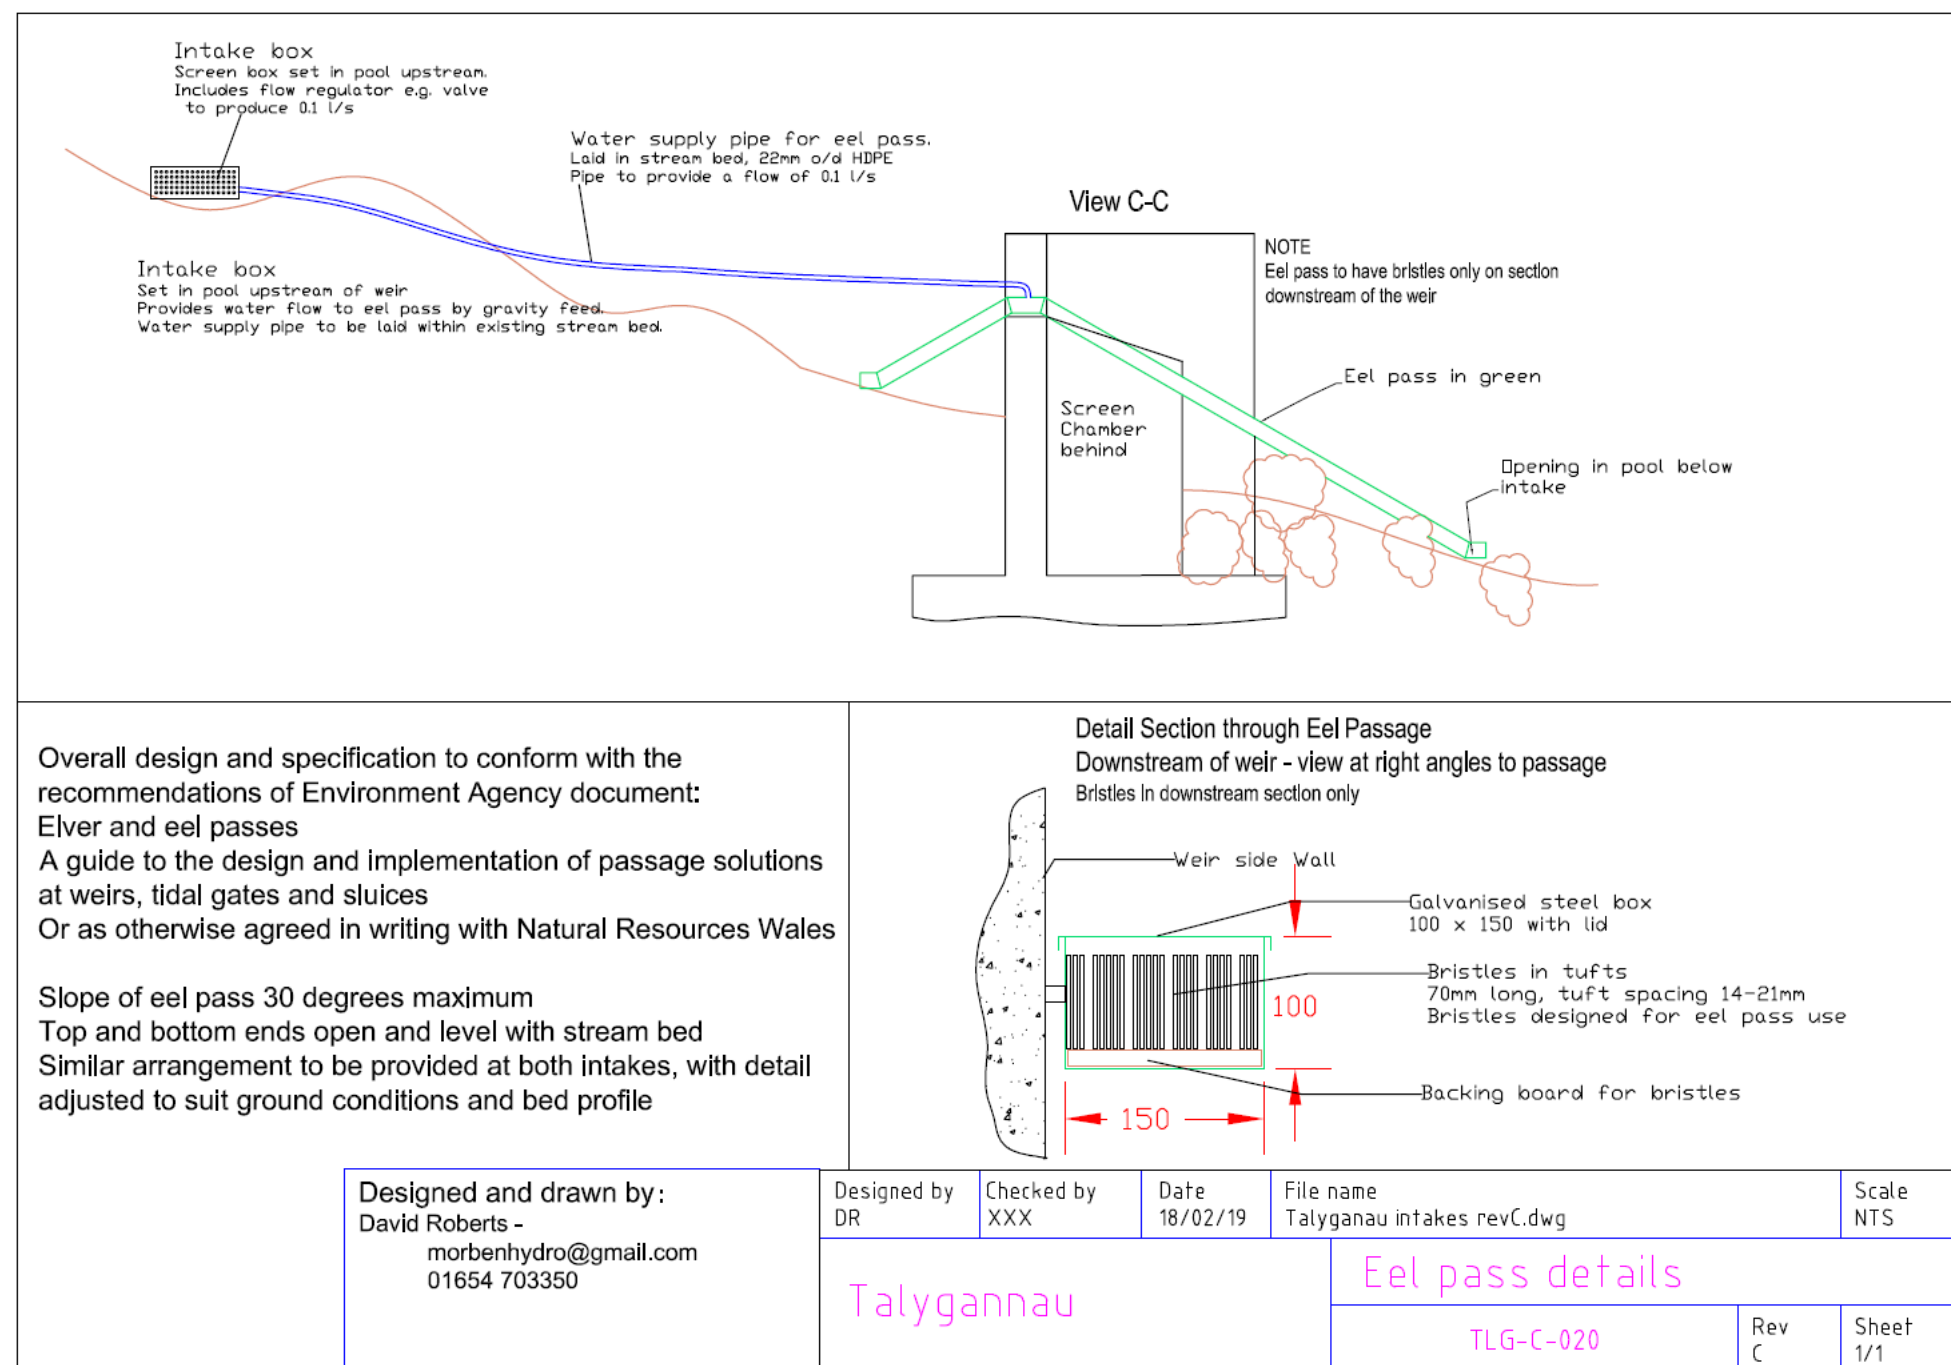 Intake box
Screen box set in pool upstream.
Includes flow regulator e.g. valve
to produce 0.1 l/s
Water supply pipe for eel pass.
Laid in stream bed, 22mm o/d HDPE
Pipe to provide a flow of 0.1 l/s
View C-C
NOTE
Eel pass to have bristles only on section
downstream of the weir
Intake box
Set in pool upstream of weir
Provides water flow to eel pass by gravity feed.
Water supply pipe to be laid within existing stream bed.
Eel pass in green
Screen
Chamber
behind
Opening in pool below
intake
Overall design and specification to conform with the
recommendations of Environment Agency document:
Elver and eel passes
A guide to the design and implementation of passage solutions
at weirs, tidal gates and sluices
Or as otherwise agreed in writing with Natural Resources Wales
Slope of eel pass 30 degrees maximum
Top and bottom ends open and level with stream bed
Similar arrangement to be provided at both intakes, with detail
adjusted to suit ground conditions and bed profile
Detail Section through Eel Passage
Downstream of weir - view at right angles to passage
Bristles in downstream section only
Weir side Wall
Galvanised steel box
100 x 150 with lid
Bristles in tufts
70mm long, tuft spacing 14-21mm
Bristles designed for eel pass use
100
Backing board for bristles
150
Designed and drawn by:
David Roberts -
morbenhydro@gmail.com
01654 703350
Designed by
DR
Checked by
XXX
Date
18/02/19
File name
Talyganau intakes revC.dwg
Scale
NTS
Talygannau
Eel pass details
TLG-C-020
Rev
C
Sheet
1/1